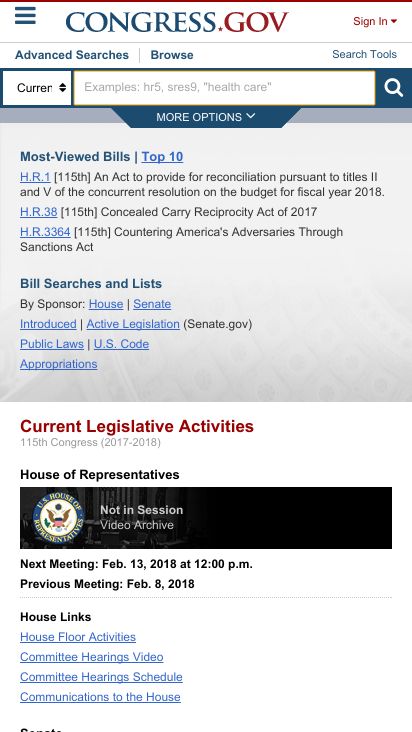 CONGRESS.GOV
Sign In
Advanced Searches
Browse
Search Tools
Curren
Examples: hr5, sres9, "health care"
MORE OPTIONS
Most-Viewed Bills | Top 10
H.R.1 [115th] An Act to provide for reconciliation pursuant to titles II
and V of the concurrent resolution on the budget for fiscal year 2018.
H.R.38 [115th] Concealed Carry Reciprocity Act of 2017
H.R.3364 [115th] Countering America's Adversaries Through
Sanctions Act
Bill Searches and Lists
By Sponsor: House | Senate
Introduced | Active Legislation (Senate.gov)
Public Laws | U.S. Code
Appropriations
Current Legislative Activities
115th Congress (2017-2018)
House of Representatives
U.S. HOUSE OF
REPRESENTATIVES
Not in Session
Video Archive
Next Meeting: Feb. 13, 2018 at 12:00 p.m.
Previous Meeting: Feb. 8, 2018
House Links
House Floor Activities
Committee Hearings Video
Committee Hearings Schedule
Communications to the House
Senate